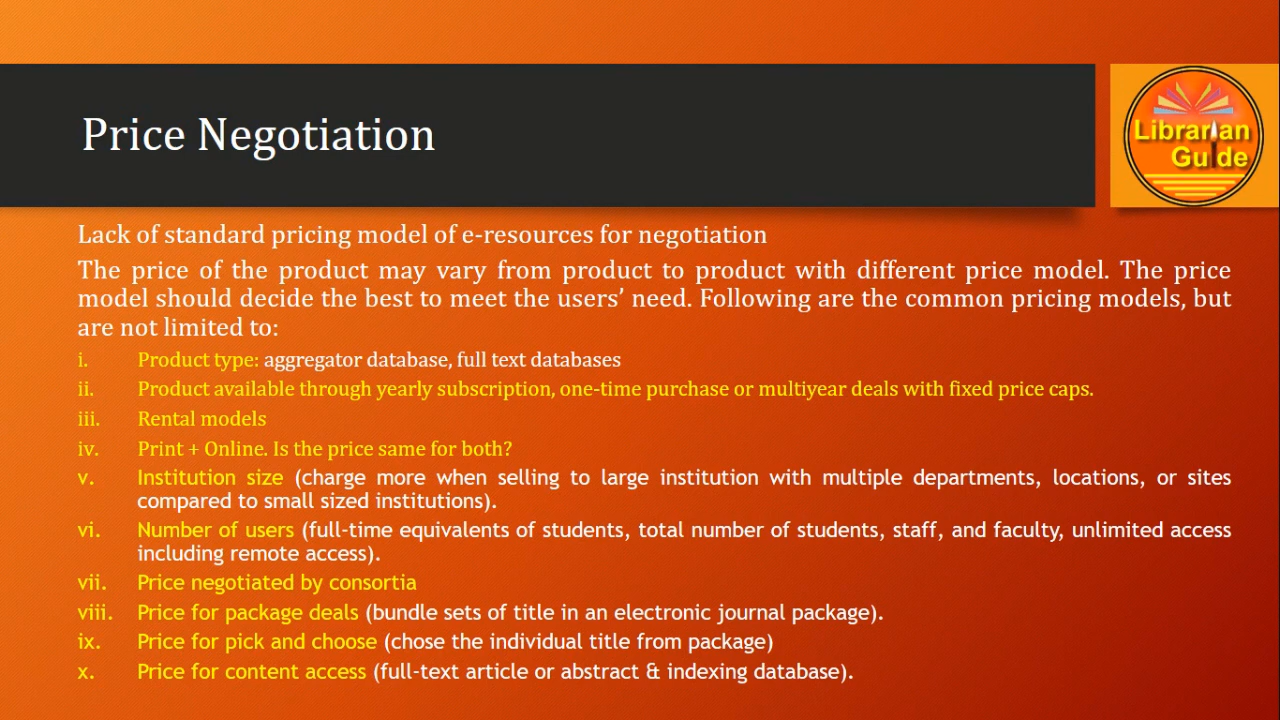 Price Negotiation
Librarian
Guide
Lack of standard pricing model of e-resources for negotiation
The price of the product may vary from product to product with different price model. The price
model should decide the best to meet the users’ need. Following are the common pricing models, but
are not limited to:
i. Product type: aggregator database, full text databases
ii. Product available through yearly subscription, one-time purchase or multiyear deals with fixed price caps.
iii. Rental models
iv. Print + Online. Is the price same for both?
v. Institution size (charge more when selling to large institution with multiple departments, locations, or sites
compared to small sized institutions).
vi. Number of users (full-time equivalents of students, total number of students, staff, and faculty, unlimited access
including remote access).
vii. Price negotiated by consortia
viii. Price for package deals (bundle sets of title in an electronic journal package).
ix. Price for pick and choose (chose the individual title from package)
x. Price for content access (full-text article or abstract & indexing database).